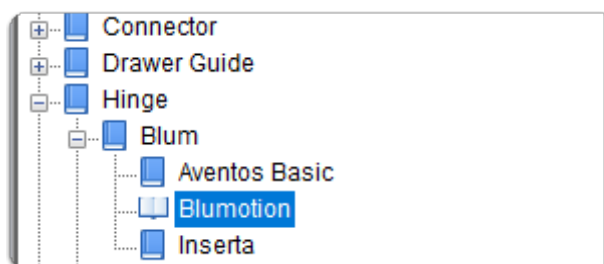 Connector
Drawer Guide
Hinge
Blum
Aventos Basic
Blumotion
Inserta